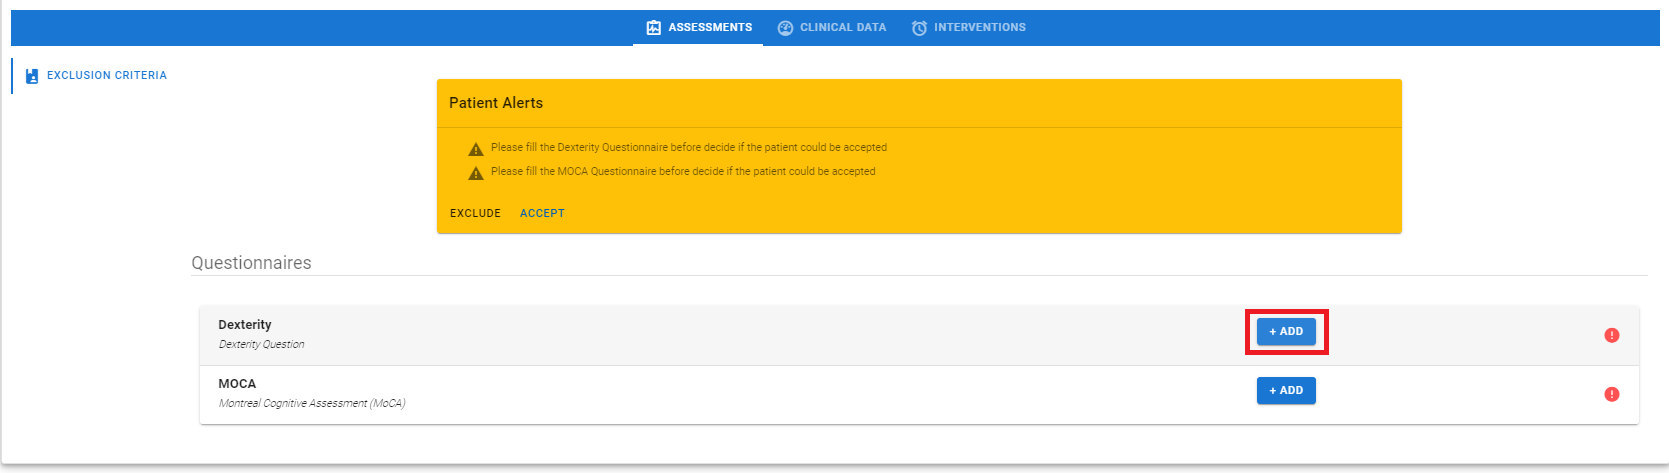 ASSESSMENTS CLINICAL DATA INTERVENTIONS
EXCLUSION CRITERIA
Patient Alerts
Please fill the Dexterity Questionnaire before decide if the patient could be accepted
Please fill the MOCA Questionnaire before decide if the patient could be accepted
EXCLUDE ACCEPT
Questionnaires
Dexterity
Dexterity Question
+ ADD
MOCA
Montreal Cognitive Assessment (MoCA)
+ ADD